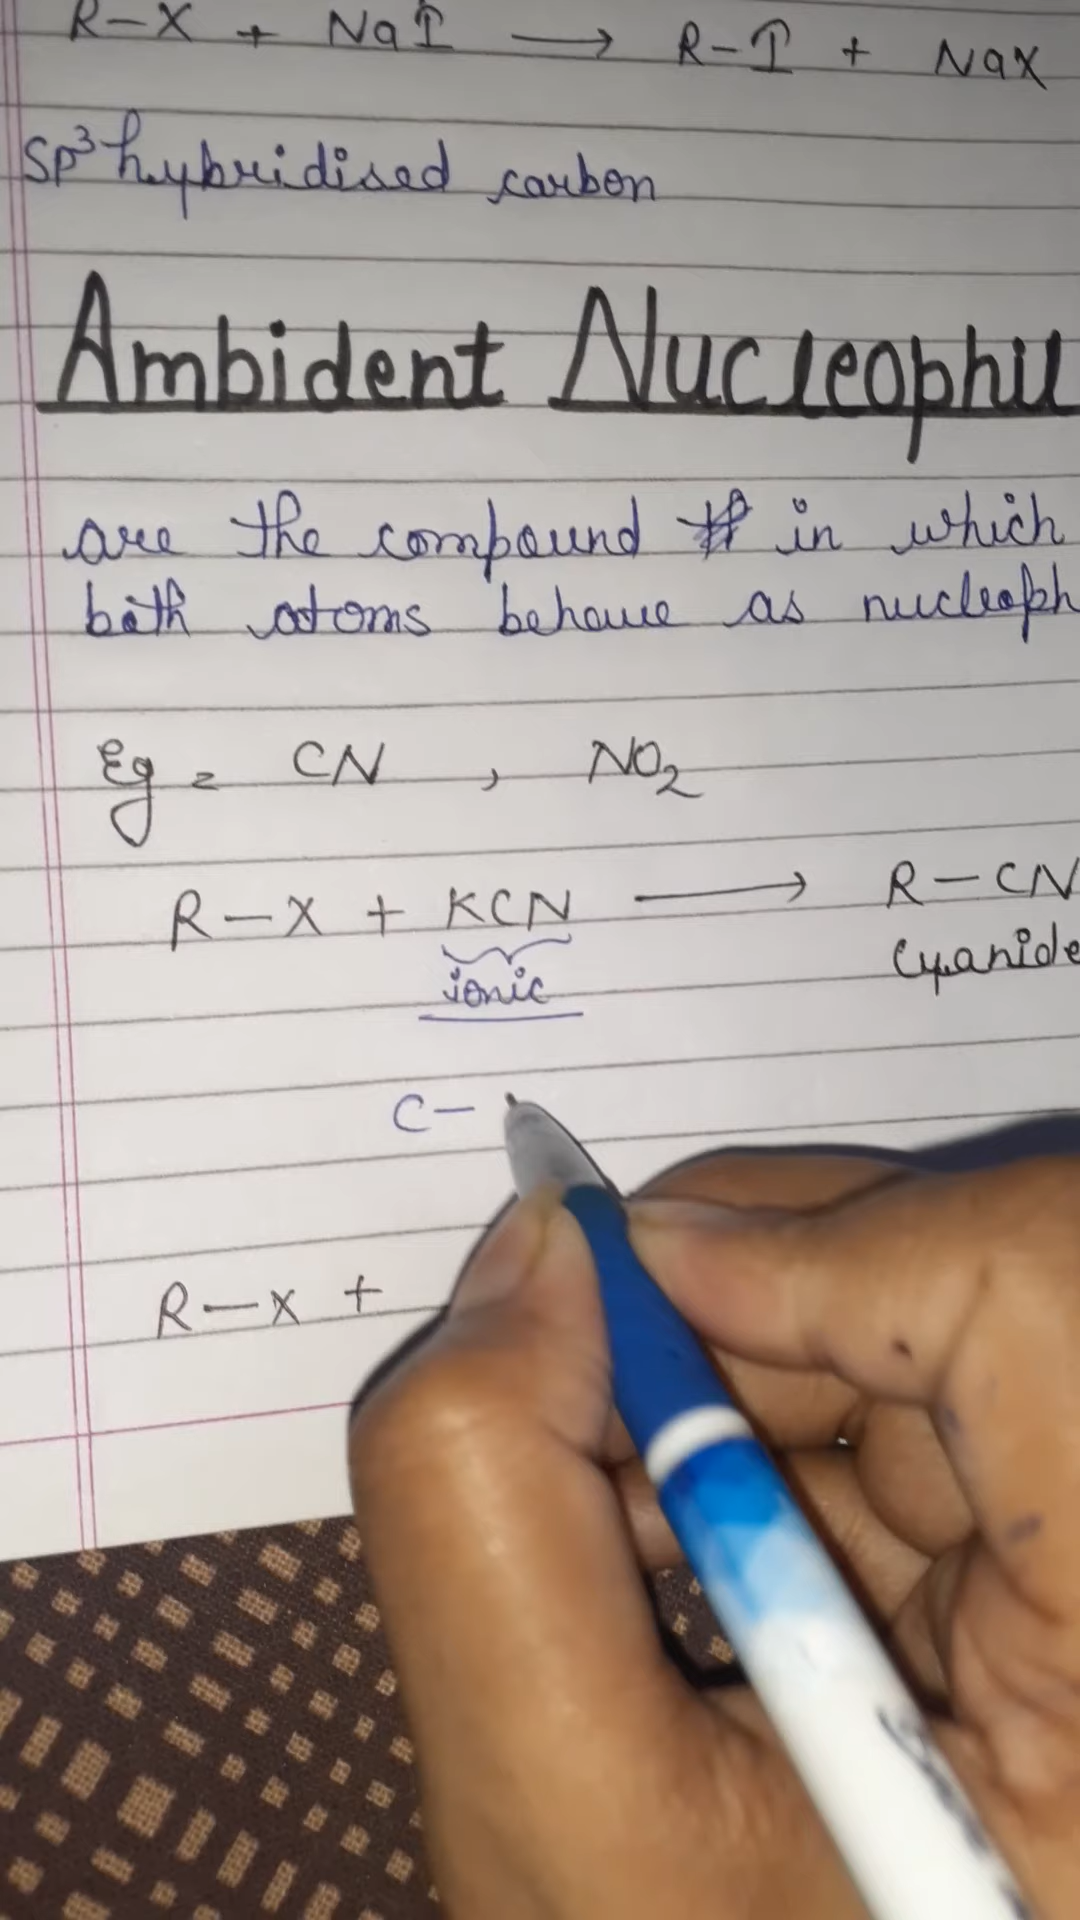 R-X + NaI ⟶ R-I + NaX
SP³ hybridised carbon
Ambident Nucleophil
are the compound in which
both atoms behave as nucleoph
Eg = CN , NO₂
R-X + KCN ⟶ R-CN
ionic
Cyanide
C-
R-X +